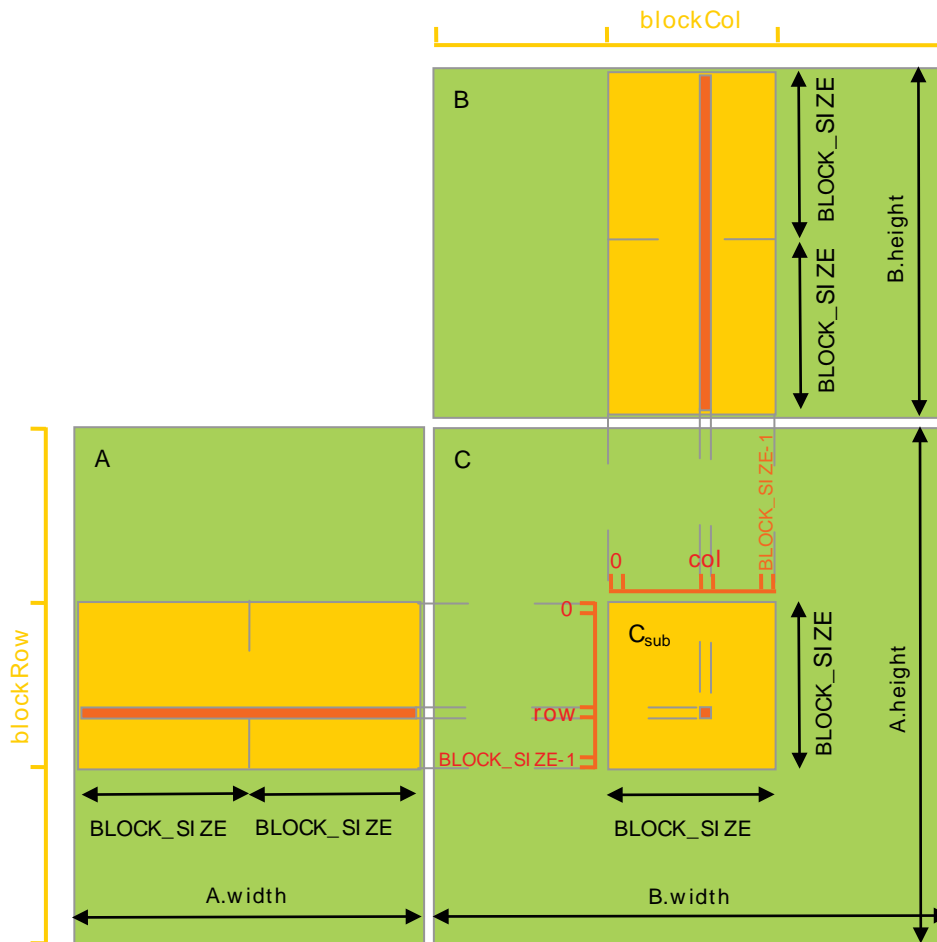 blockCol
B
BLOCK_SIZE
BLOCK_SIZE
B.height
A
C
BLOCK_SIZE-1
0
col
blockRow
0
row
BLOCK_SIZE-1
Csub
BLOCK_SIZE
A.height
BLOCK_SIZE
BLOCK_SIZE
BLOCK_SIZE
A.width
B.width